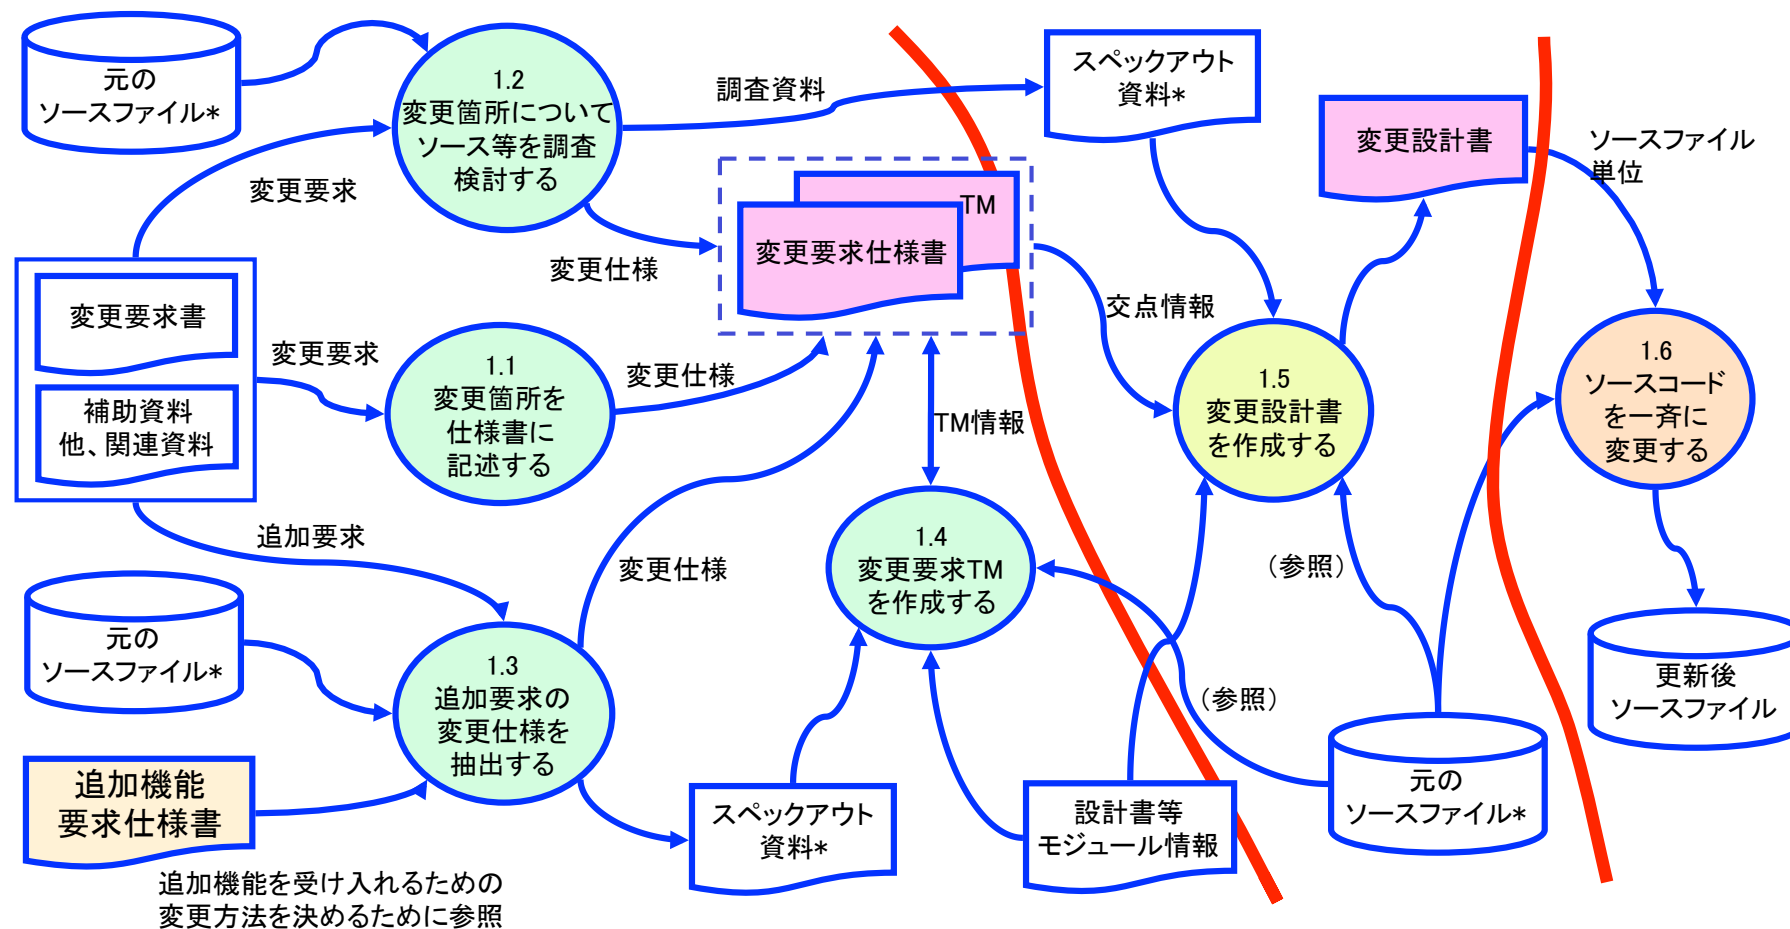 元の
ソースファイル*
1.2
変更箇所について
ソース等を調査
検討する
調査資料
スペックアウト
資料*
変更設計書
ソースファイル
単位
変更要求
変更仕様
TM
変更要求仕様書
交点情報
変更要求書
補助資料
他、関連資料
変更要求
1.1
変更箇所を
仕様書に
記述する
変更仕様
TM情報
1.5
変更設計書
を作成する
1.6
ソースコード
を一斉に
変更する
追加要求
変更仕様
1.4
変更要求TM
を作成する
（参照）
元の
ソースファイル*
1.3
追加要求の
変更仕様を
抽出する
（参照）
更新後
ソースファイル
追加機能
要求仕様書
スペックアウト
資料*
設計書等
モジュール情報
元の
ソースファイル*
追加機能を受け入れるための
変更方法を決めるために参照